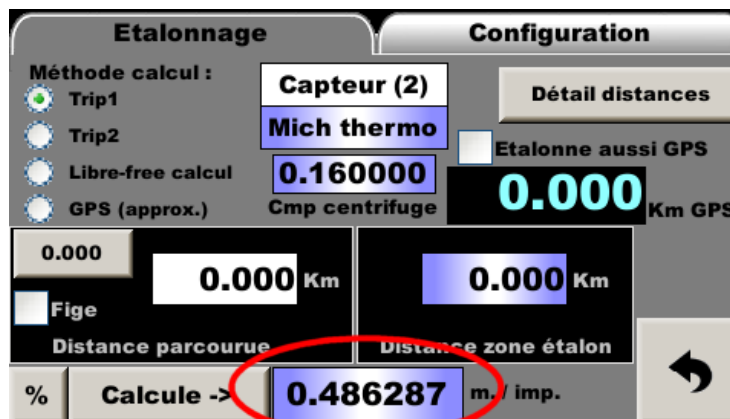 Etalonnage
Configuration
Méthode calcul :
Trip1
Trip2
Libre-free calcul
GPS (approx.)
Capteur (2)
Mich thermo
0.160000
Cmp centrifuge
Détail distances
Etalonne aussi GPS
0.000 Km GPS
0.000
0.000 Km
Fige
Distance parcourue
0.000 Km
Distance zone étalon
%
Calcule ->
0.486287 m./ imp.